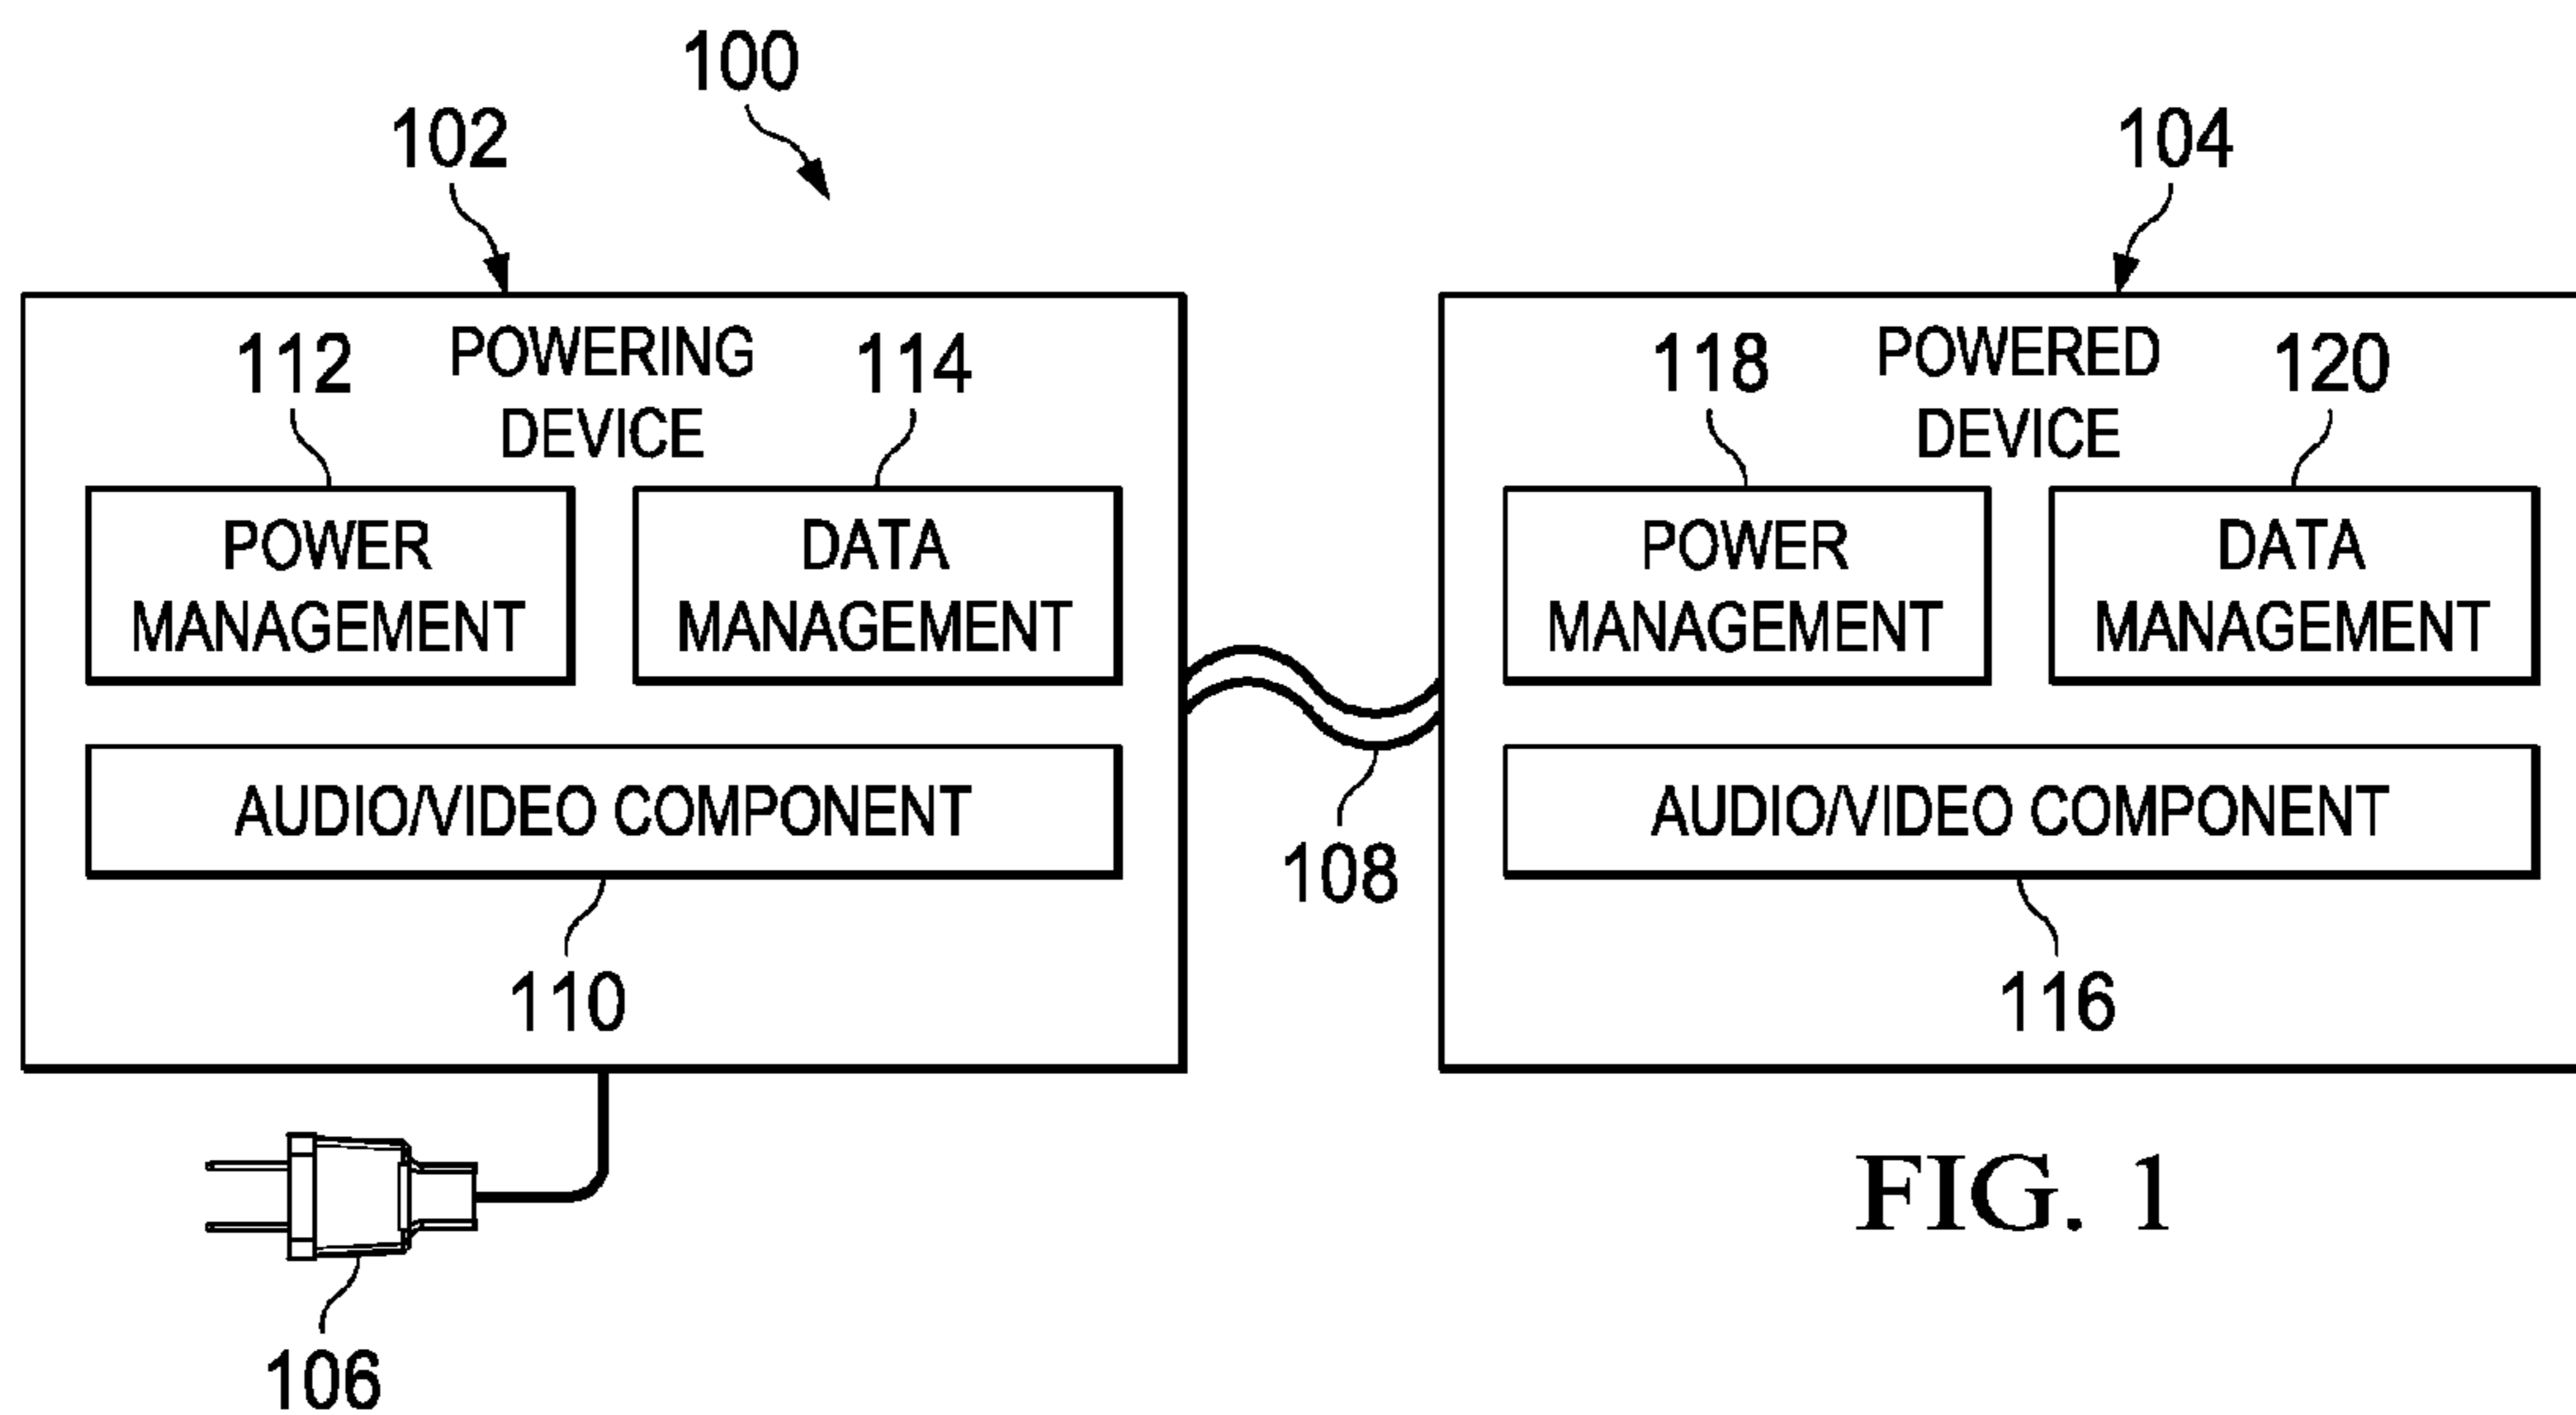 100
102
104
112
POWERING
DEVICE
114
118
POWERED
DEVICE
120
POWER
MANAGEMENT
DATA
MANAGEMENT
POWER
MANAGEMENT
DATA
MANAGEMENT
AUDIO/VIDEO COMPONENT
108
AUDIO/VIDEO COMPONENT
110
116
106
FIG. 1